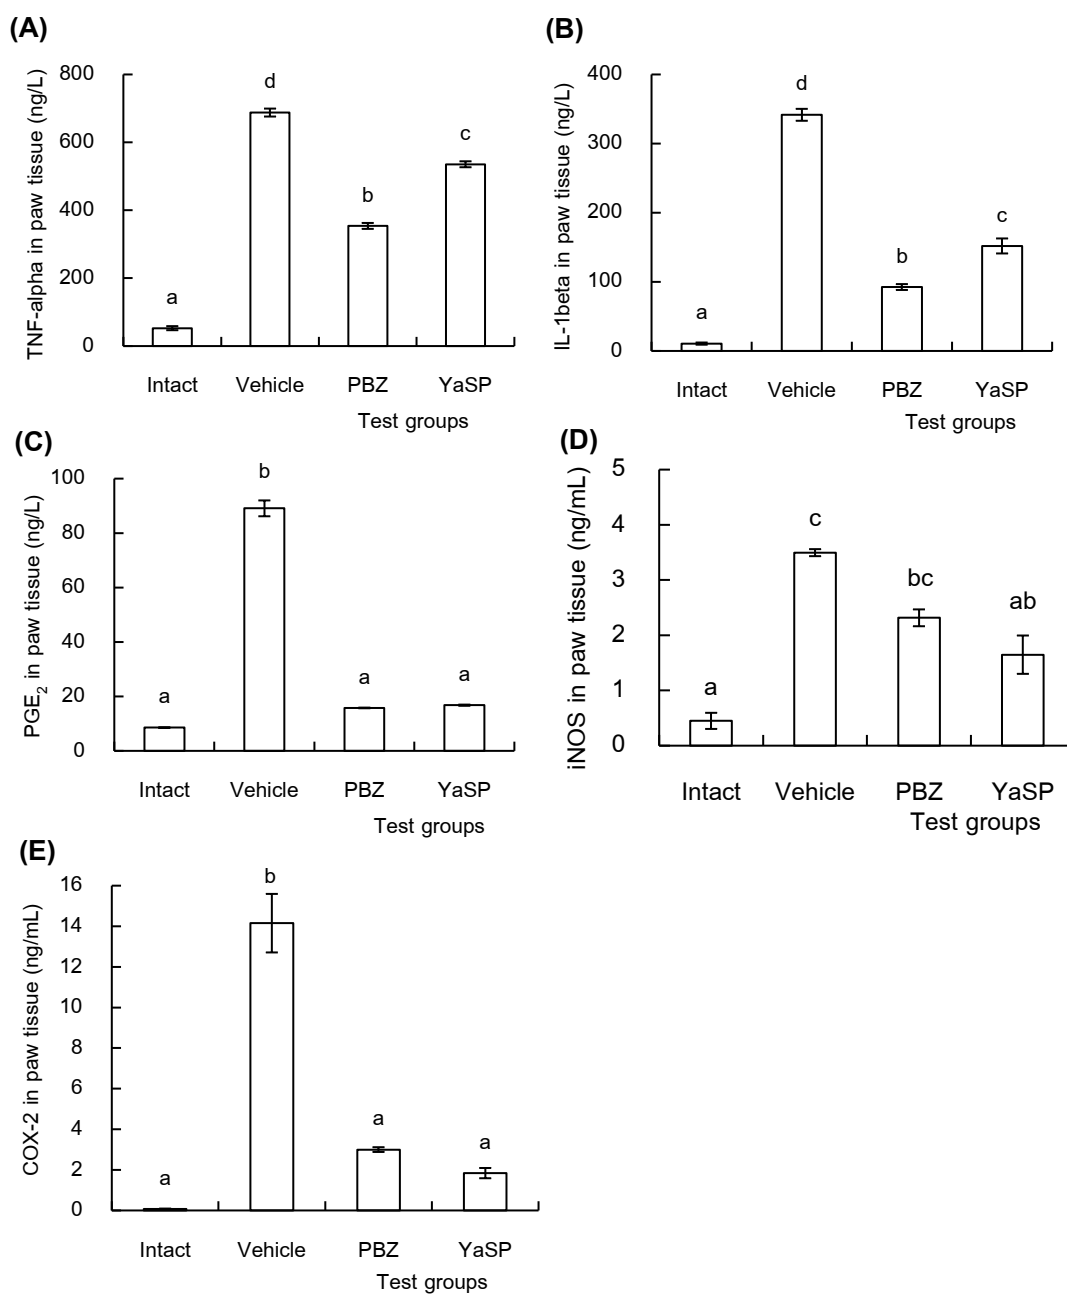 (A)
TNF-alpha in paw tissue (ng/L)
800
600
400
200
0
a
d
b
c
Intact Vehicle PBZ YaSP
Test groups
(B)
IL-1beta in paw tissue (ng/L)
400
300
200
100
0
a
d
b
c
Intact Vehicle PBZ YaSP
Test groups
(C)
PGE2 in paw tissue (ng/L)
100
80
60
40
20
0
a
b
a
a
Intact Vehicle PBZ YaSP
Test groups
(D)
iNOS in paw tissue (ng/mL)
5
4
3
2
1
0
a
c
bc
ab
Intact Vehicle PBZ YaSP
Test groups
(E)
COX-2 in paw tissue (ng/mL)
16
14
12
10
8
6
4
2
0
a
b
a
a
Intact Vehicle PBZ YaSP
Test groups